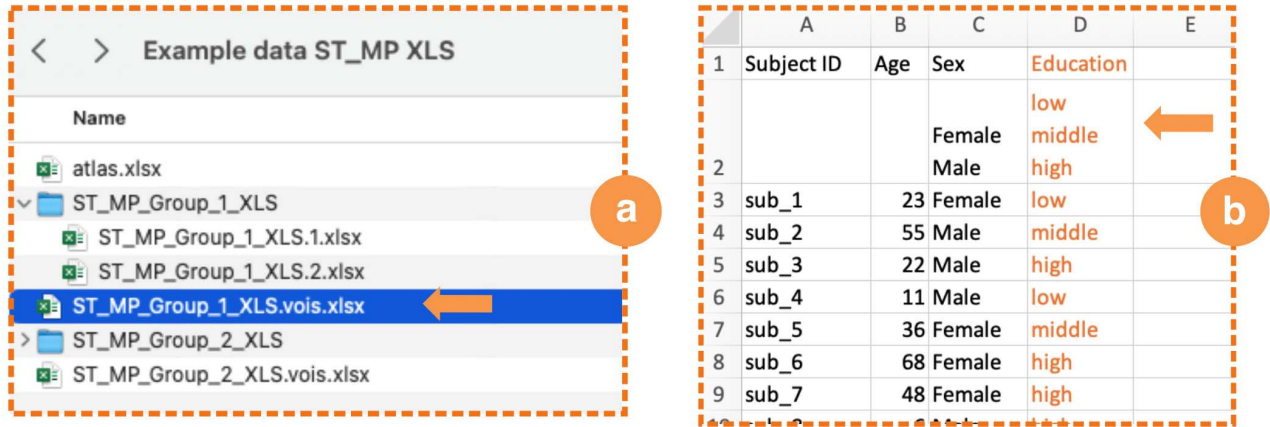 Example data ST_MP XLS
Name
atlas.xlsx
ST_MP_Group_1_XLS
ST_MP_Group_1_XLS.1.xlsx
ST_MP_Group_1_XLS.2.xlsx
ST_MP_Group_1_XLS.vois.xlsx
ST_MP_Group_2_XLS
ST_MP_Group_2_XLS.vois.xlsx
a
A B C D E
1 Subject ID Age Sex Education
low
Female middle
2 Male high
3 sub_1 23 Female low
4 sub_2 55 Male middle
5 sub_3 22 Male high
6 sub_4 11 Male low
7 sub_5 36 Female middle
8 sub_6 68 Female high
9 sub_7 48 Female high
b